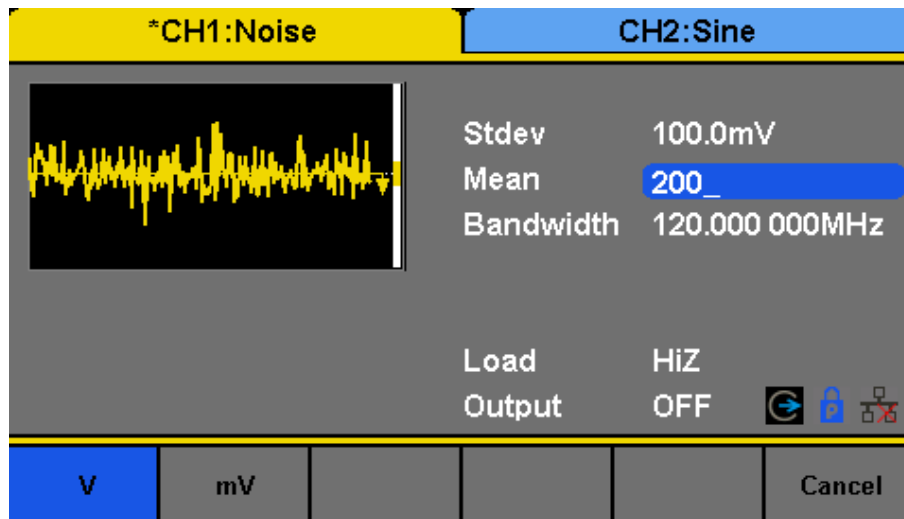 *CH1:Noise CH2:Sine
Stdev 100.0mV
Mean 200_
Bandwidth 120.000 000MHz
Load HiZ
Output OFF P
V mV Cancel